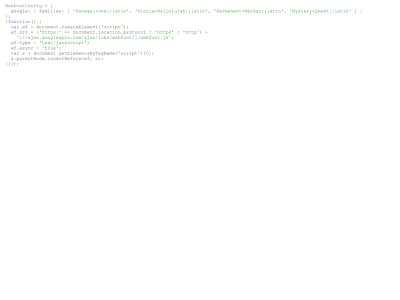 WebFontConfig = {
google: { families: [ 'Unkempt::latin', 'Gloria+Hallelujah::latin', 'Permanent+Marker::latin', 'Mystery+Quest::latin' ] }
};
(function() {
var wf = document.createElement('script');
wf.src = ('https:' == document.location.protocol ? 'https' : 'http') +
'://ajax.googleapis.com/ajax/libs/webfont/1/webfont.js';
wf.type = 'text/javascript';
wf.async = 'true';
var s = document.getElementsByTagName('script')[0];
s.parentNode.insertBefore(wf, s);
})();